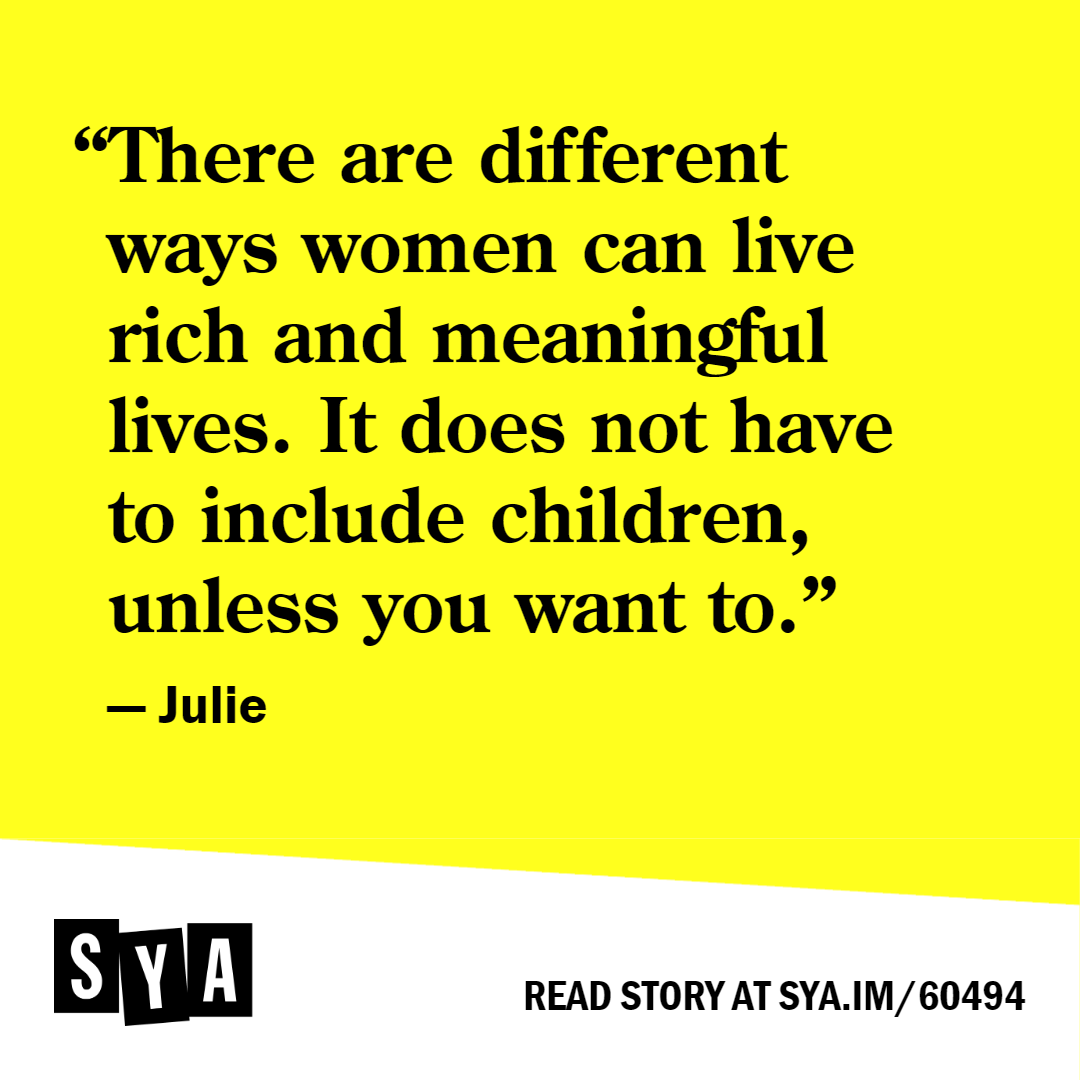 “There are different
ways women can live
rich and meaningful
lives. It does not have
to include children,
unless you want to.”
— Julie
SYA
READ STORY AT SYA.IM/60494